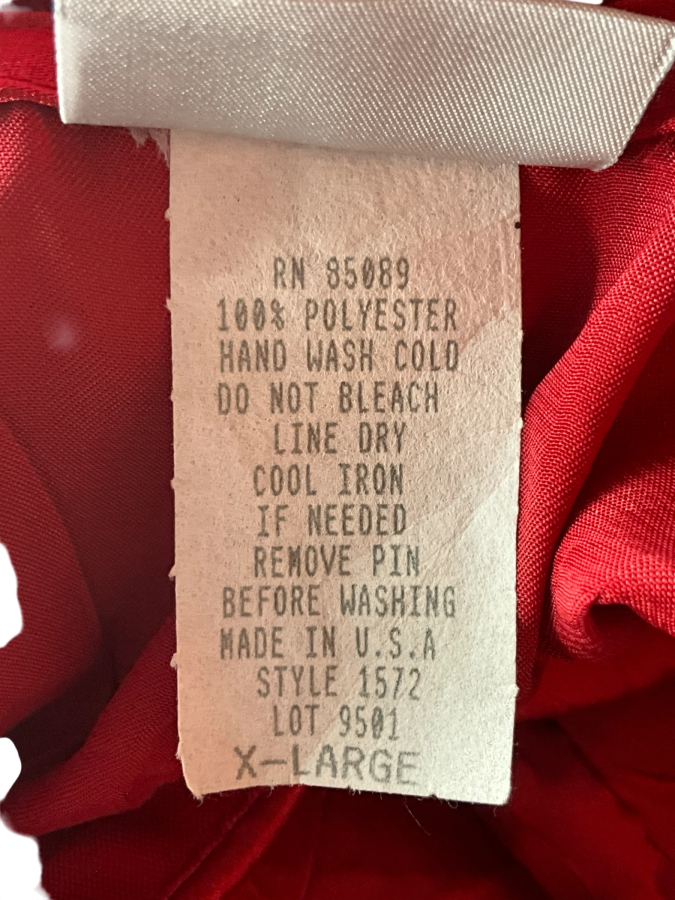 RN 85089
100% POLYESTER
HAND WASH COLD
DO NOT BLEACH
LINE DRY
COOL IRON
IF NEEDED
REMOVE PIN
BEFORE WASHING
MADE IN U.S.A
STYLE 1572
LOT 9501
X-LARGE